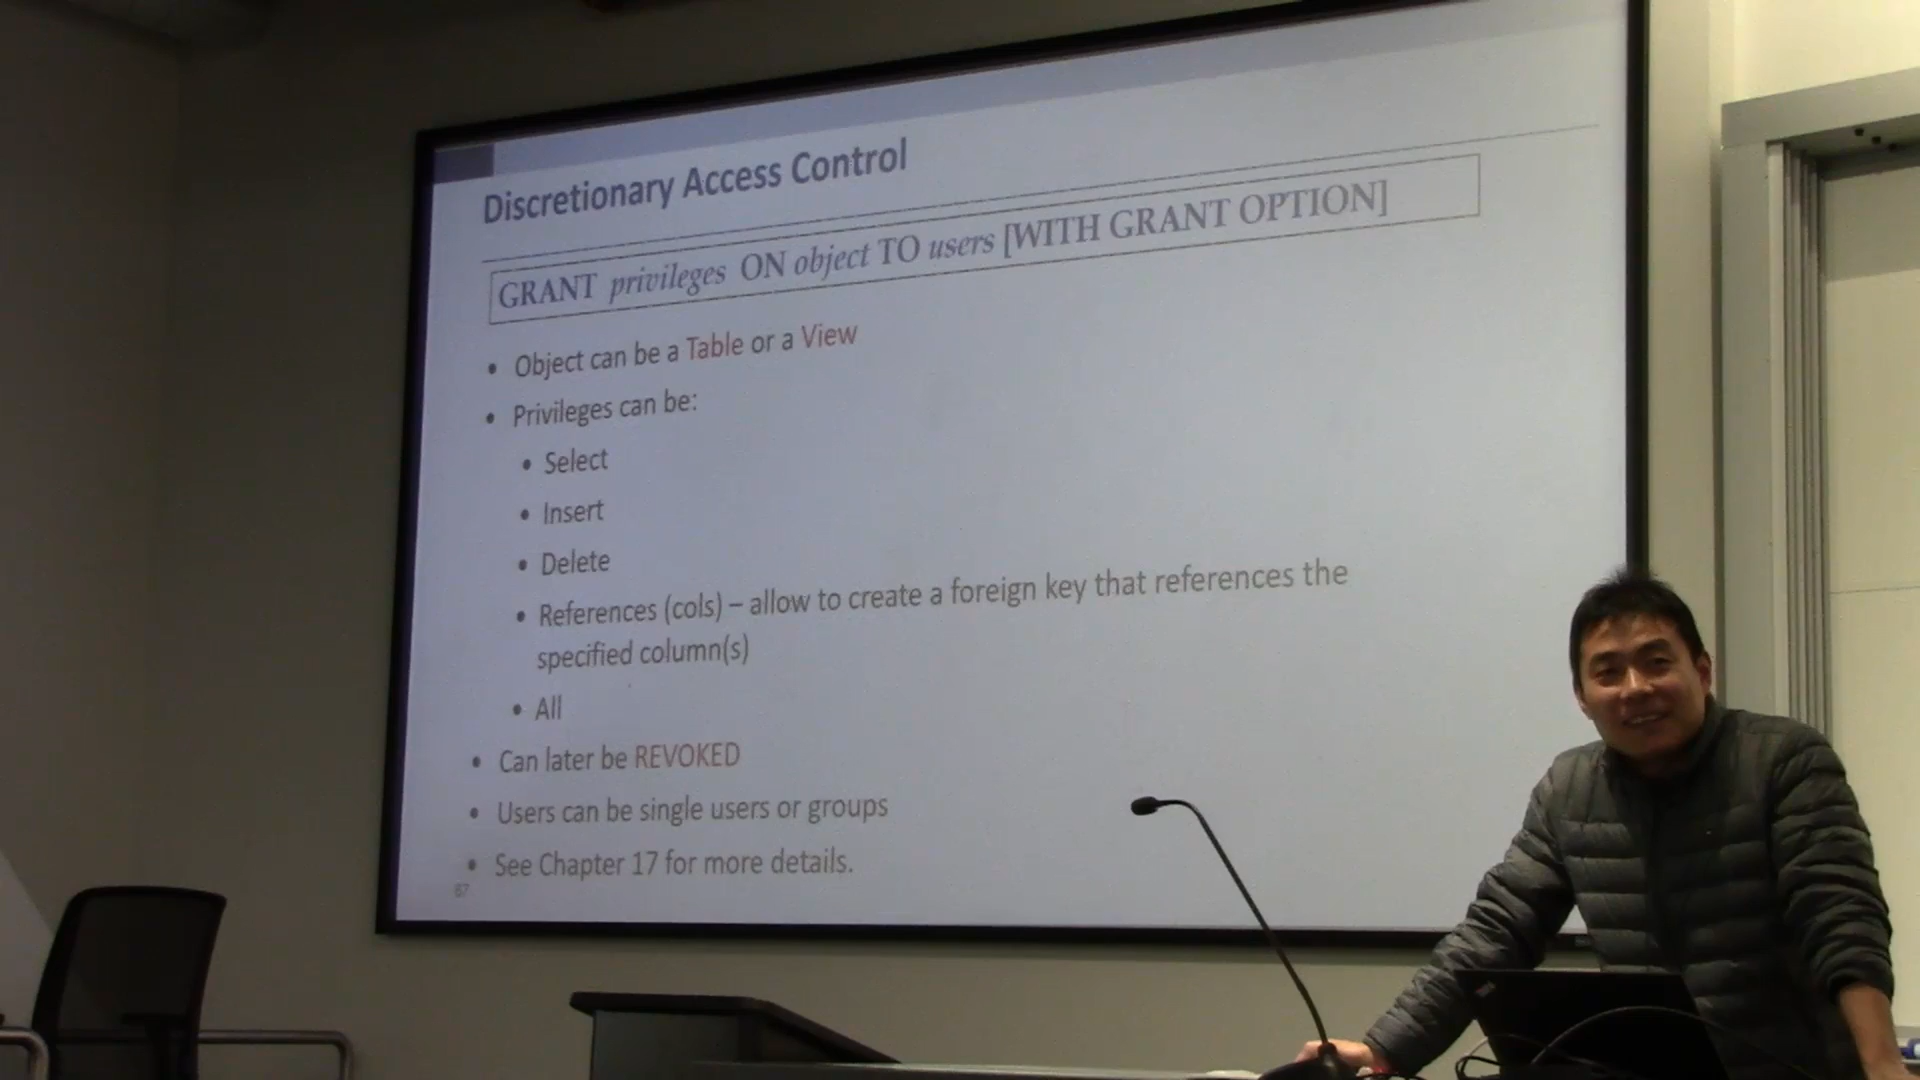 Discretionary Access Control
GRANT privileges ON object TO users [WITH GRANT OPTION]
• Object can be a Table or a View
• Privileges can be:
• Select
• Insert
• Delete
• References (cols) – allow to create a foreign key that references the
specified column(s)
• All
• Can later be REVOKED
• Users can be single users or groups
• See Chapter 17 for more details.
67